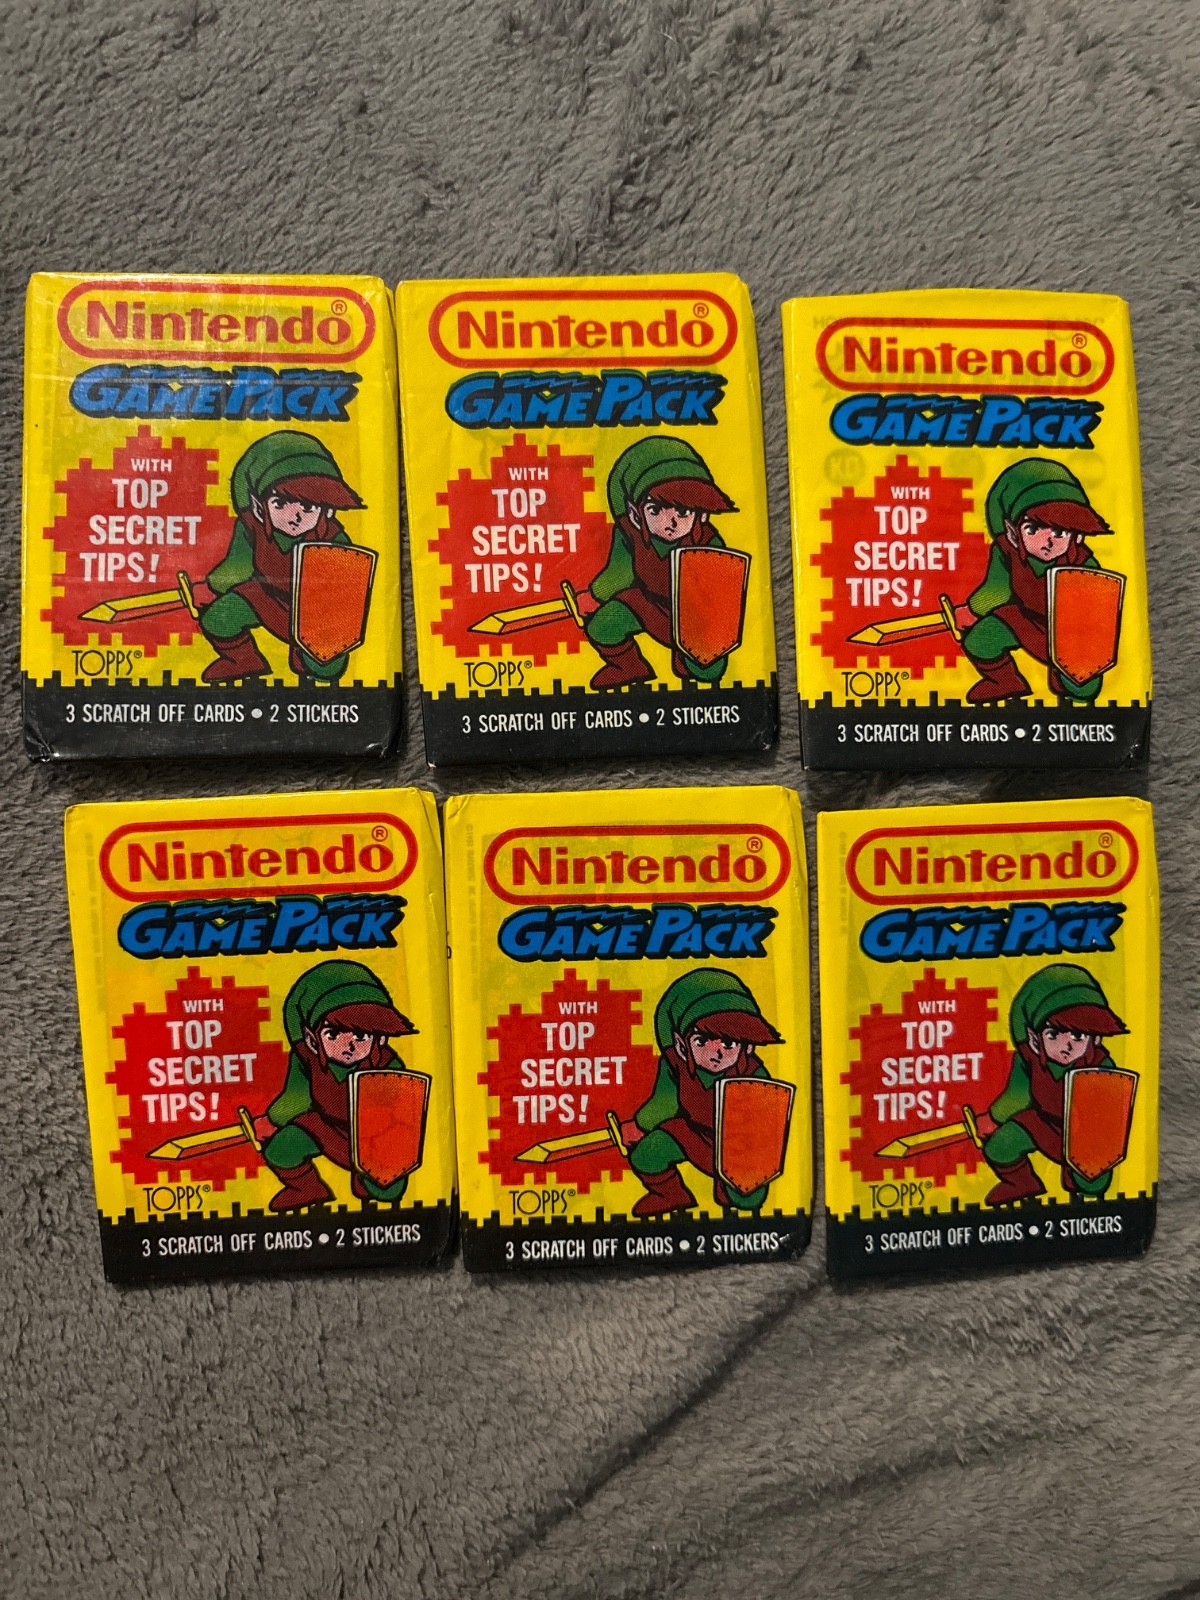 Nintendo®
GAME PACK
WITH
TOP
SECRET
TIPS!
TOPPS®
3 SCRATCH OFF CARDS • 2 STICKERS
Nintendo®
GAME PACK
WITH
TOP
SECRET
TIPS!
TOPPS®
3 SCRATCH OFF CARDS • 2 STICKERS
Nintendo®
GAME PACK
WITH
TOP
SECRET
TIPS!
TOPPS®
3 SCRATCH OFF CARDS • 2 STICKERS
Nintendo®
GAME PACK
WITH
TOP
SECRET
TIPS!
TOPPS®
3 SCRATCH OFF CARDS • 2 STICKERS
Nintendo®
GAME PACK
WITH
TOP
SECRET
TIPS!
TOPPS®
3 SCRATCH OFF CARDS • 2 STICKERS
Nintendo®
GAME PACK
WITH
TOP
SECRET
TIPS!
TOPPS®
3 SCRATCH OFF CARDS • 2 STICKERS